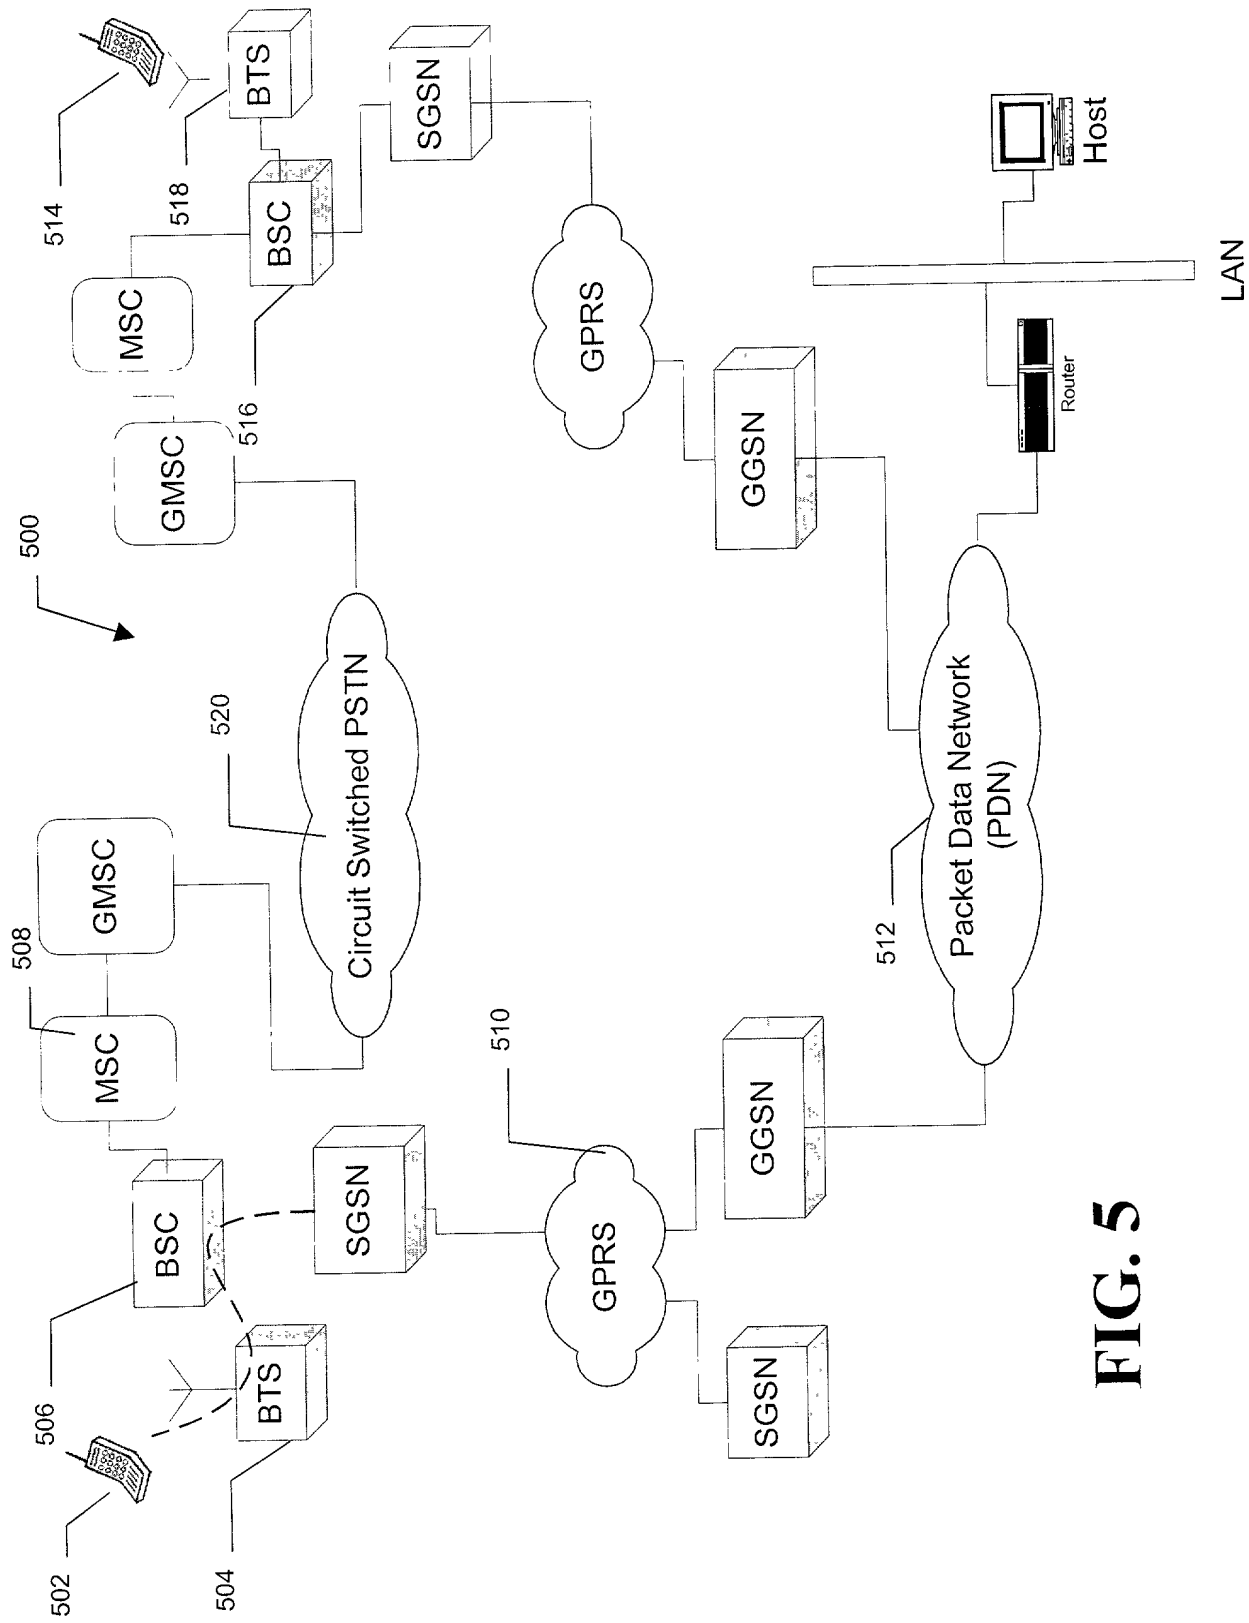 500
502
506
504
BTS
BSC
MSC
508
GMSC
SGSN
GPRS
510
SGSN
GGSN
Circuit Switched PSTN
520
GMSC
MSC
514
518
516
BTS
BSC
SGSN
GPRS
GGSN
512
Packet Data Network
(PDN)
Router
LAN
Host
FIG. 5